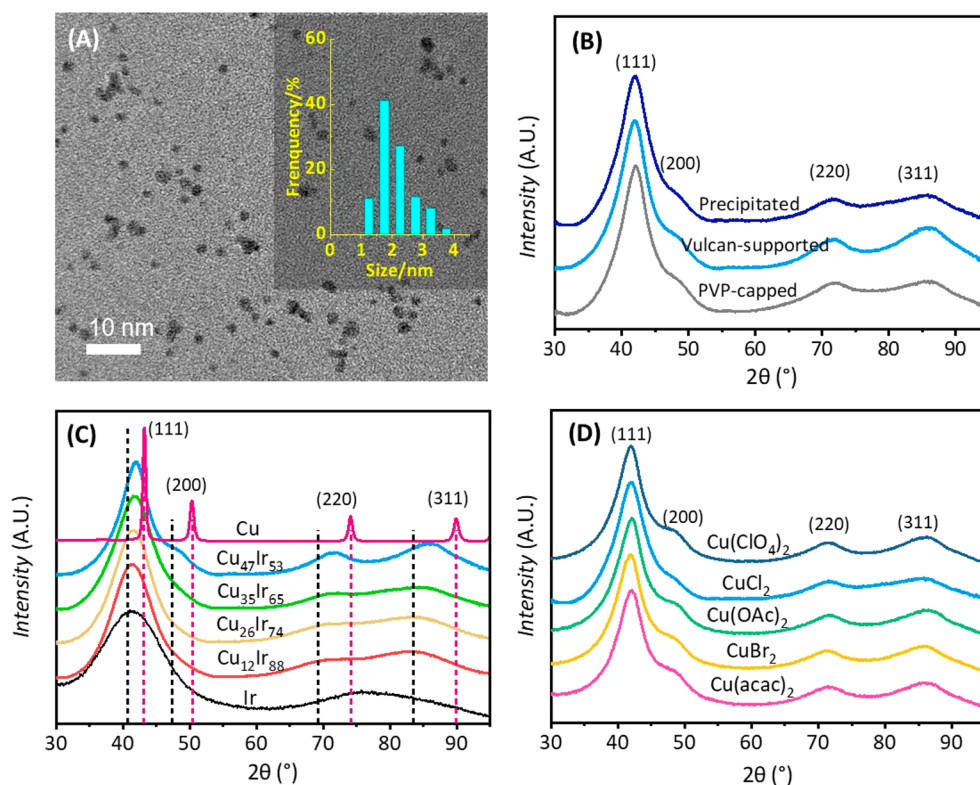 (A)
60
40
20
0
Frenquency/%
0 1 2 3 4
Size/nm
10 nm
(B)
(111)
(200)
(220)
(311)
Precipitated
Vulcan-supported
PVP-capped
Intensity (A.U.)
30 40 50 60 70 80 90
2θ (°)
(C)
(111)
(200)
(220)
(311)
Cu
Cu₄₇Ir₅₃
Cu₃₅Ir₆₅
Cu₂₆Ir₇₄
Cu₁₂Ir₈₈
Ir
Intensity (A.U.)
30 40 50 60 70 80 90
2θ (°)
(D)
(111)
(200)
(220)
(311)
Cu(ClO₄)₂
CuCl₂
Cu(OAc)₂
CuBr₂
Cu(acac)₂
Intensity (A.U.)
30 40 50 60 70 80 90
2θ (°)